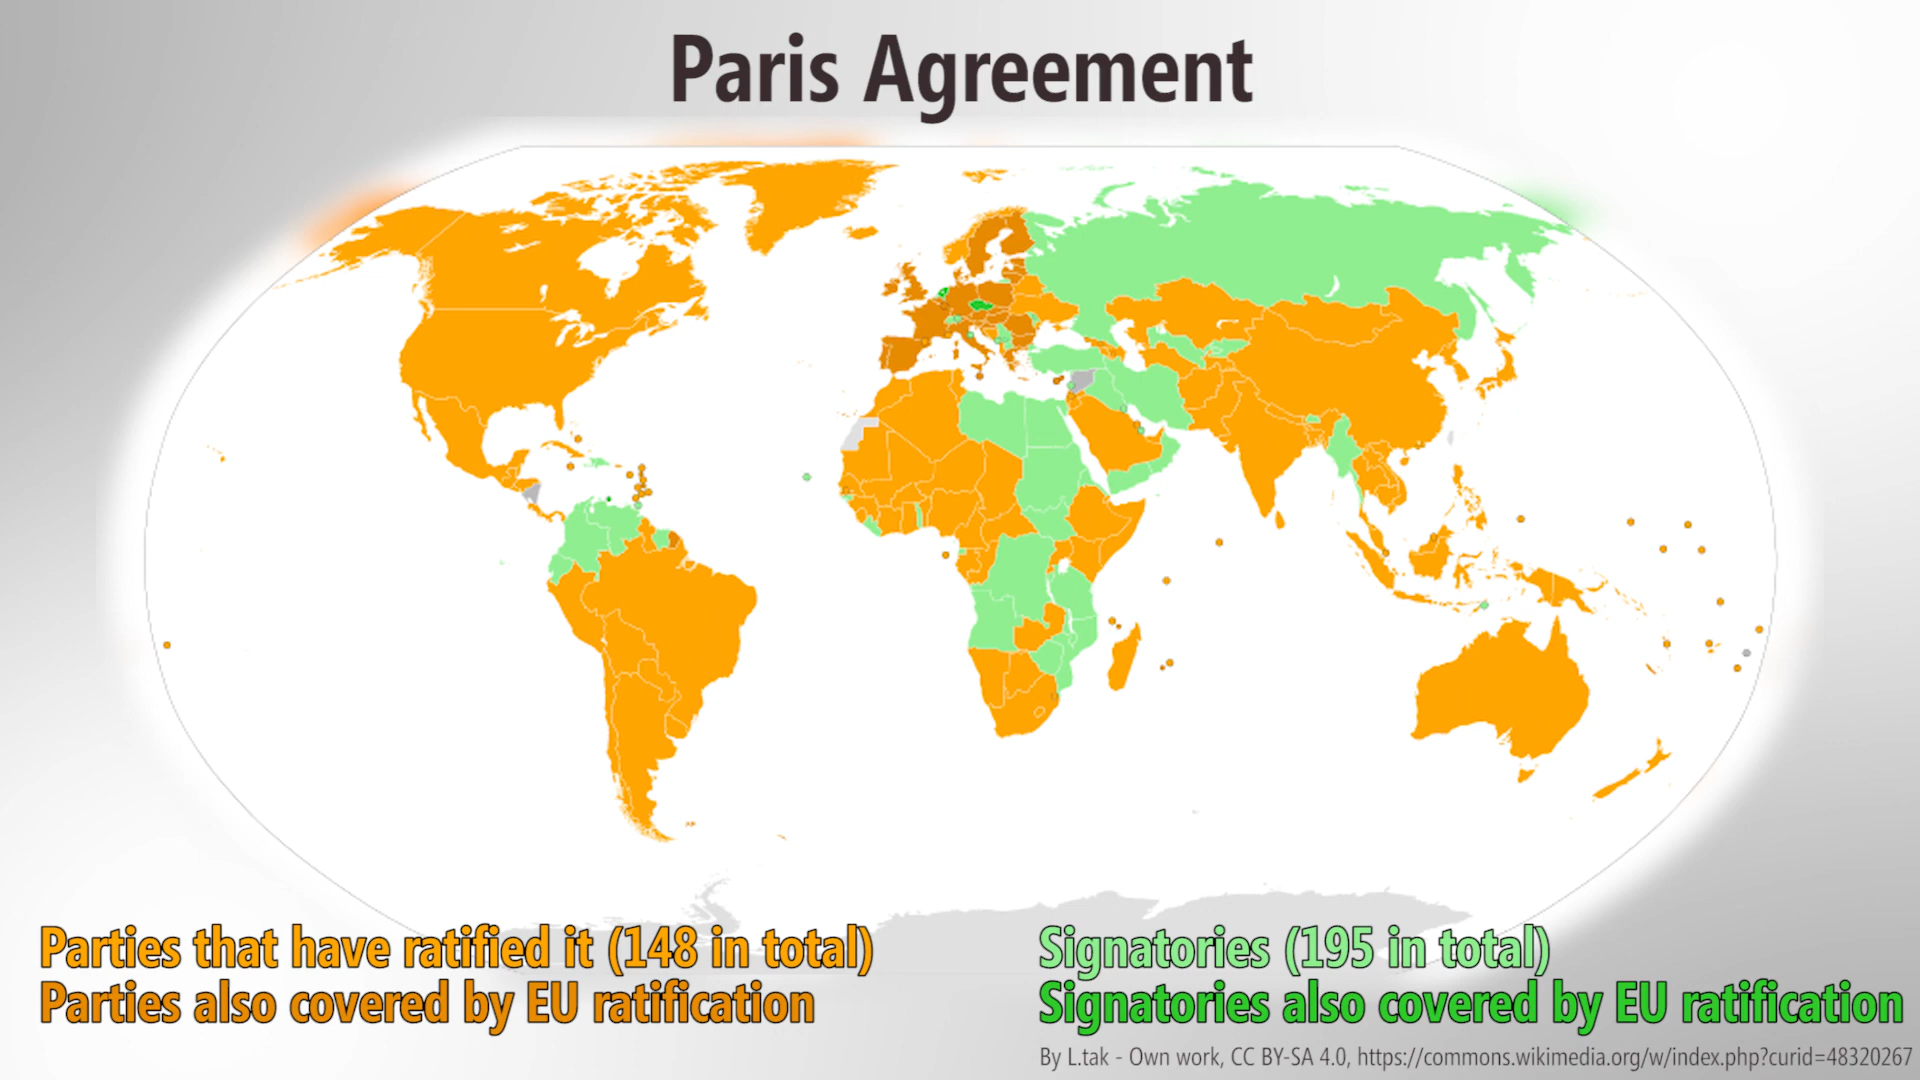 Paris Agreement
Parties that have ratified it (148 in total)
Parties also covered by EU ratification
Signatories (195 in total)
Signatories also covered by EU ratification
By L.tak - Own work, CC BY-SA 4.0, https://commons.wikimedia.org/w/index.php?curid=48320267